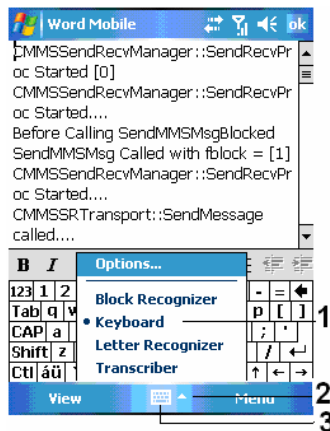 Word Mobile ok
CMMSSendRecvManager::SendRecvPr
oc Started [0]
CMMSSendRecvManager::SendRecvPr
oc Started....
Before Calling SendMMSMsgBlocked
SendMMSMsg Called with fblock = [1]
CMMSSendRecvManager::SendRecvPr
oc Started....
CMMSSRTransport::SendMessage
called....
B I
Options...
Block Recognizer
• Keyboard
Letter Recognizer
Transcriber
123 1 2 - =
Tab q w p [ ]
CAP a ; '
Shift z /
Ctl áü
View Menu
1
2
3